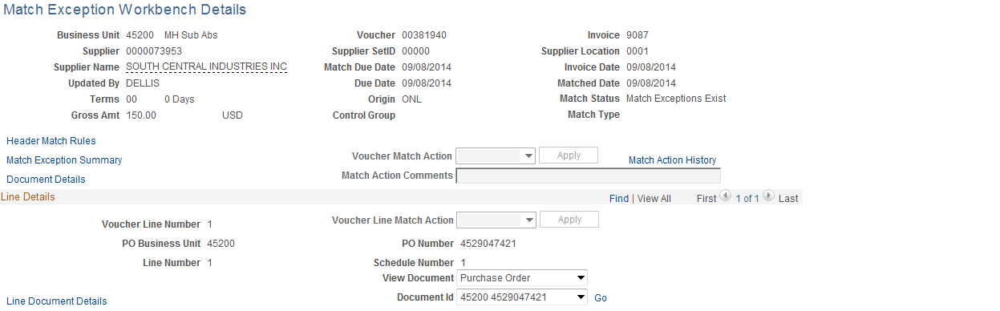 Match Exception Workbench Details
Business Unit 45200 MH Sub Abs Voucher 00381940 Invoice 9087
Supplier 0000073953 Supplier SetID 00000 Supplier Location 0001
Supplier Name SOUTH CENTRAL INDUSTRIES INC Match Due Date 09/08/2014 Invoice Date 09/08/2014
Updated By DELLIS Due Date 09/08/2014 Matched Date 09/08/2014
Terms 00 0 Days Origin ONL Match Status Match Exceptions Exist
Gross Amt 150.00 USD Control Group Match Type
Header Match Rules
Match Exception Summary Voucher Match Action Apply Match Action History
Document Details Match Action Comments
Line Details Find | View All First 1 of 1 Last
Voucher Line Number 1 Voucher Line Match Action Apply
PO Business Unit 45200 PO Number 4529047421
Line Number 1 Schedule Number 1
View Document Purchase Order
Line Document Details Document Id 45200 4529047421 Go